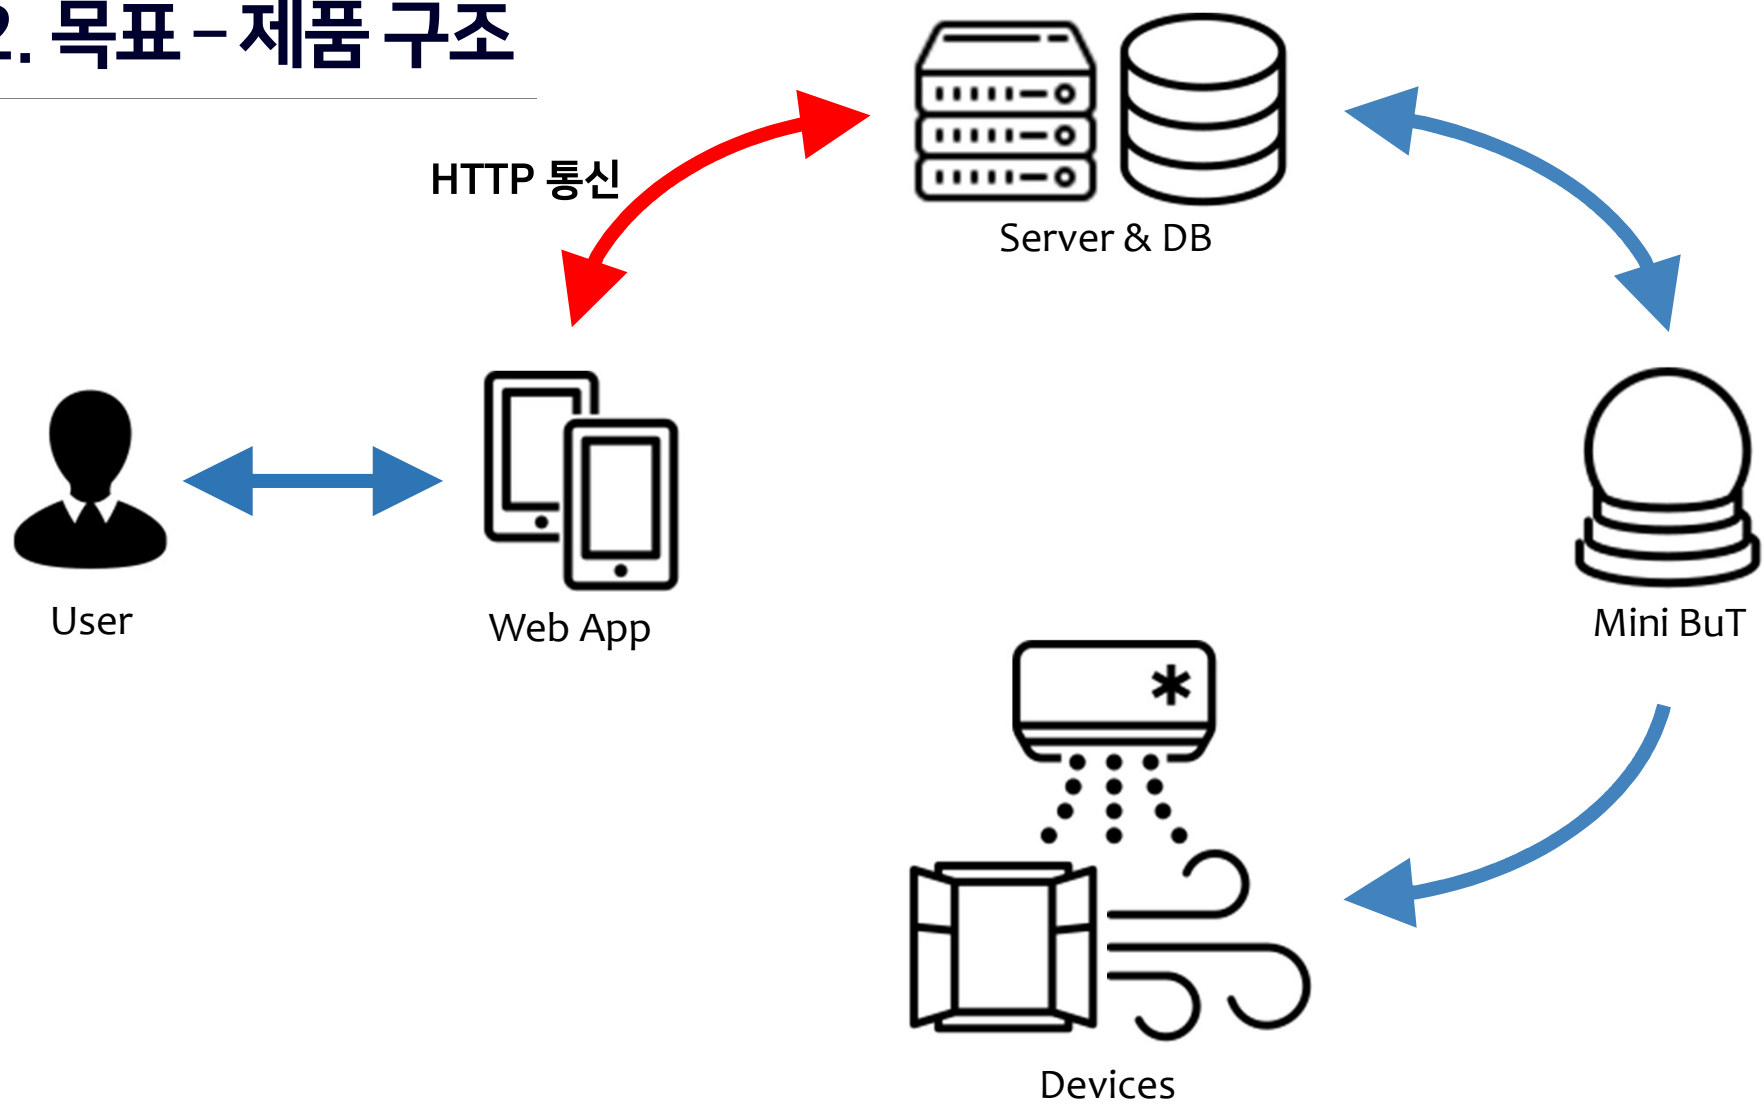 2. 목표 – 제품 구조
HTTP 통신
Server & DB
User
Web App
Mini BuT
Devices